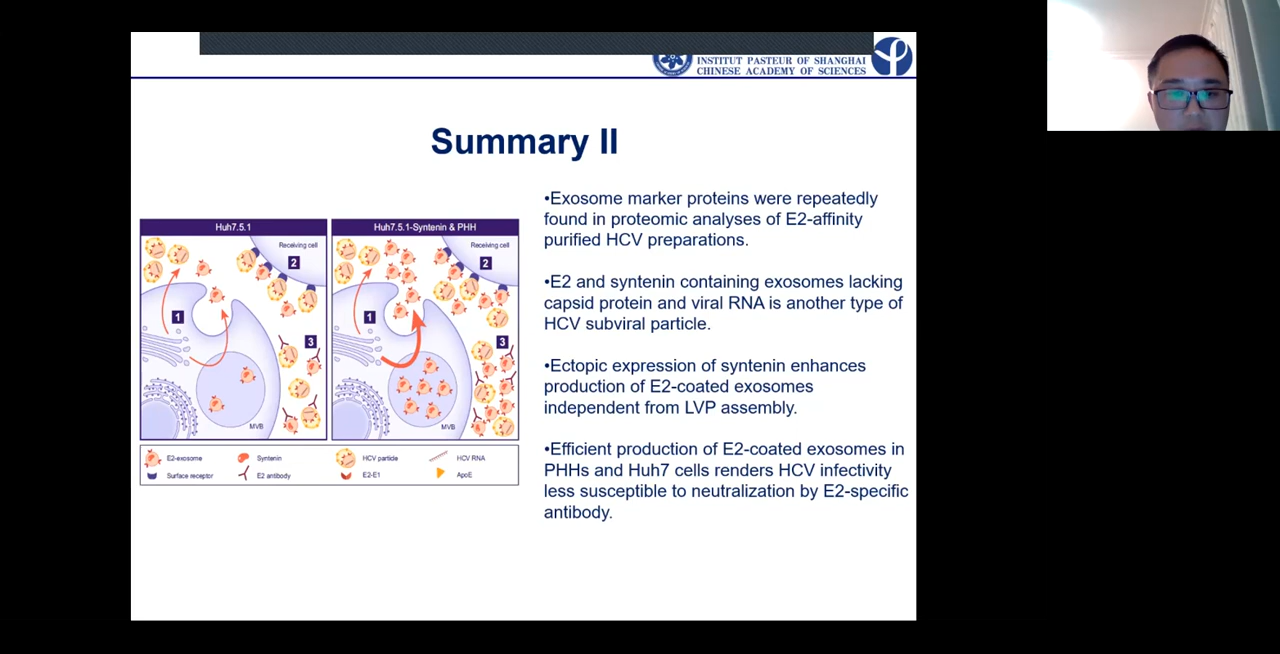 INSTITUT PASTEUR OF SHANGHAI
CHINESE ACADEMY OF SCIENCES
Summary II
•Exosome marker proteins were repeatedly
found in proteomic analyses of E2-affinity
purified HCV preparations.
•E2 and syntenin containing exosomes lacking
capsid protein and viral RNA is another type of
HCV subviral particle.
•Ectopic expression of syntenin enhances
production of E2-coated exosomes
independent from LVP assembly.
•Efficient production of E2-coated exosomes in
PHHs and Huh7 cells renders HCV infectivity
less susceptible to neutralization by E2-specific
antibody.
Huh7.5.1
Receiving cell
2
1
3
MVB
Huh7.5.1-Syntenin & PHH
Receiving cell
2
1
3
MVB
E2-exosome
Syntenin
HCV particle
HCV RNA
Surface receptor
E2 antibody
E2-E1
ApoE